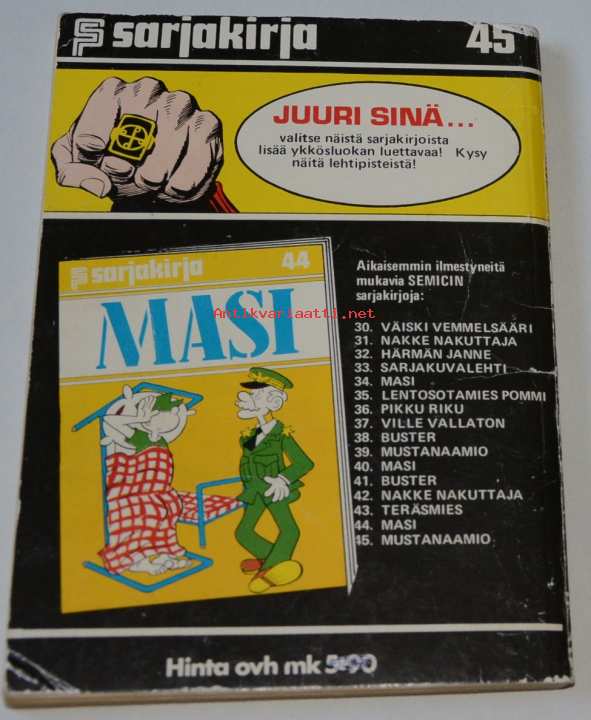 sarjakirja 45
JUURI SINÄ...
valitse näistä sarjakirjoista
lisää ykkösluokan luettavaa! Kysy
näitä lehtipisteistä!
sarjakirja 44
MASI
Antikvariaatti.net
Aikaisemmin ilmestyneitä
mukavia SEMICIN
sarjakirjoja:
30. VÄISKI VEMMELSÄÄRI
31. NAKKE NAKUTTAJA
32. HÄRMÄN JANNE
33. SARJAKUVALEHTI
34. MASI
35. LENTOSOTAMIES POMMI
36. PIKKU RIKU
37. VILLE VALLATON
38. BUSTER
39. MUSTANAAMIO
40. MASI
41. BUSTER
42. NAKKE NAKUTTAJA
43. TERÄSMIES
44. MASI
45. MUSTANAAMIO
Hinta ovh mk 5:90